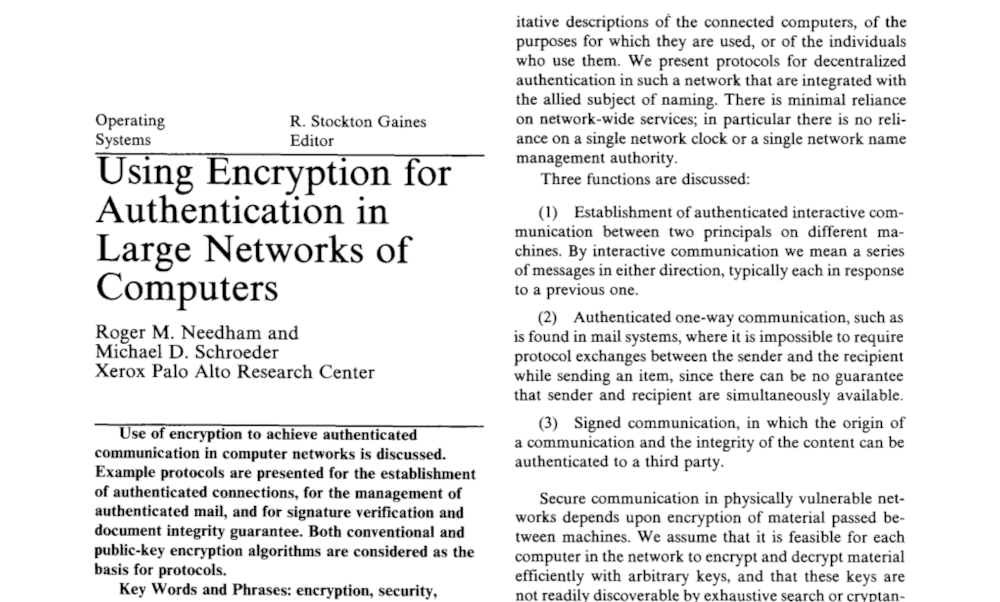 Operating
Systems
R. Stockton Gaines
Editor
Using Encryption for
Authentication in
Large Networks of
Computers
Roger M. Needham and
Michael D. Schroeder
Xerox Palo Alto Research Center
Use of encryption to achieve authenticated
communication in computer networks is discussed.
Example protocols are presented for the establishment
of authenticated connections, for the management of
authenticated mail, and for signature verification and
document integrity guarantee. Both conventional and
public-key encryption algorithms are considered as the
basis for protocols.
Key Words and Phrases: encryption, security,
itative descriptions of the connected computers, of the
purposes for which they are used, or of the individuals
who use them. We present protocols for decentralized
authentication in such a network that are integrated with
the allied subject of naming. There is minimal reliance
on network-wide services; in particular there is no reli-
ance on a single network clock or a single network name
management authority.
Three functions are discussed:
(1) Establishment of authenticated interactive com-
munication between two principals on different ma-
chines. By interactive communication we mean a series
of messages in either direction, typically each in response
to a previous one.
(2) Authenticated one-way communication, such as
is found in mail systems, where it is impossible to require
protocol exchanges between the sender and the recipient
while sending an item, since there can be no guarantee
that sender and recipient are simultaneously available.
(3) Signed communication, in which the origin of
a communication and the integrity of the content can be
authenticated to a third party.
Secure communication in physically vulnerable net-
works depends upon encryption of material passed be-
tween machines. We assume that it is feasible for each
computer in the network to encrypt and decrypt material
efficiently with arbitrary keys, and that these keys are
not readily discoverable by exhaustive search or cryptan-